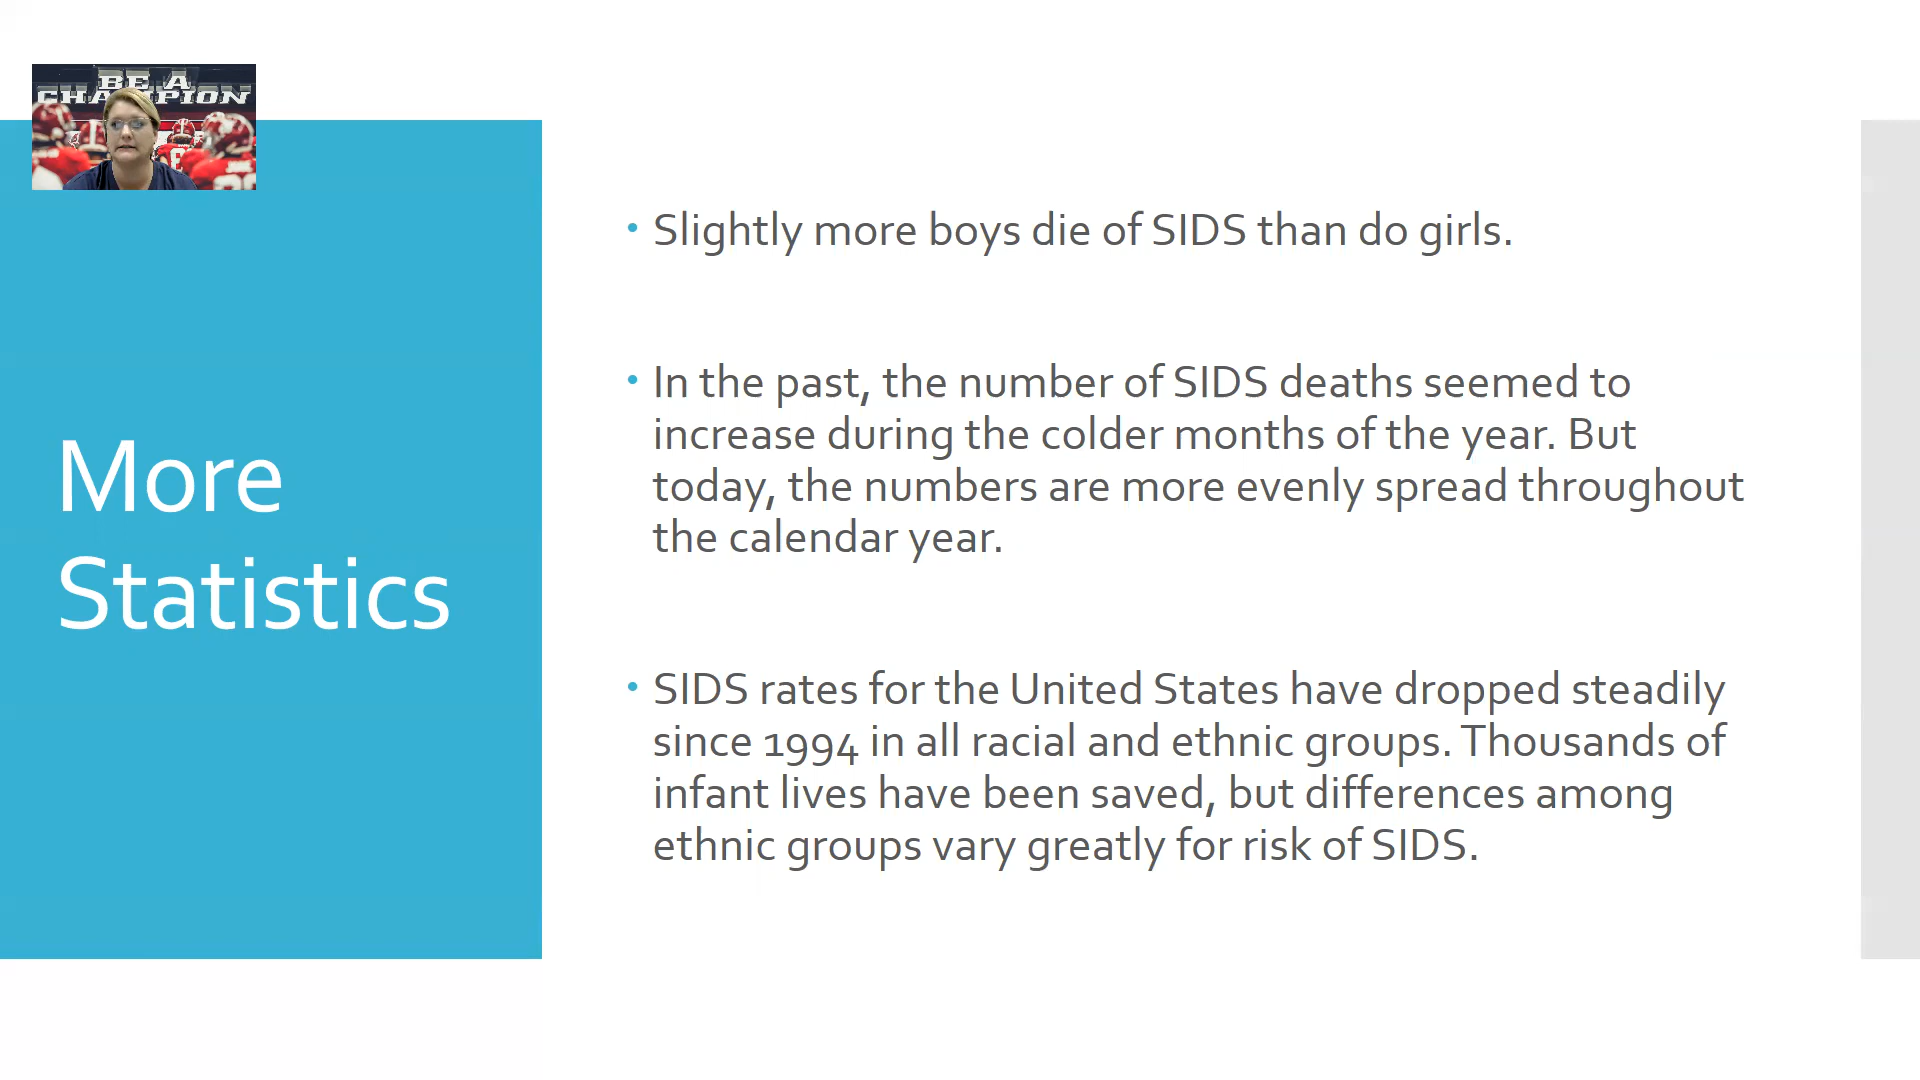 BE A
CHAMPION
More
Statistics
• Slightly more boys die of SIDS than do girls.
• In the past, the number of SIDS deaths seemed to
increase during the colder months of the year. But
today, the numbers are more evenly spread throughout
the calendar year.
• SIDS rates for the United States have dropped steadily
since 1994 in all racial and ethnic groups. Thousands of
infant lives have been saved, but differences among
ethnic groups vary greatly for risk of SIDS.